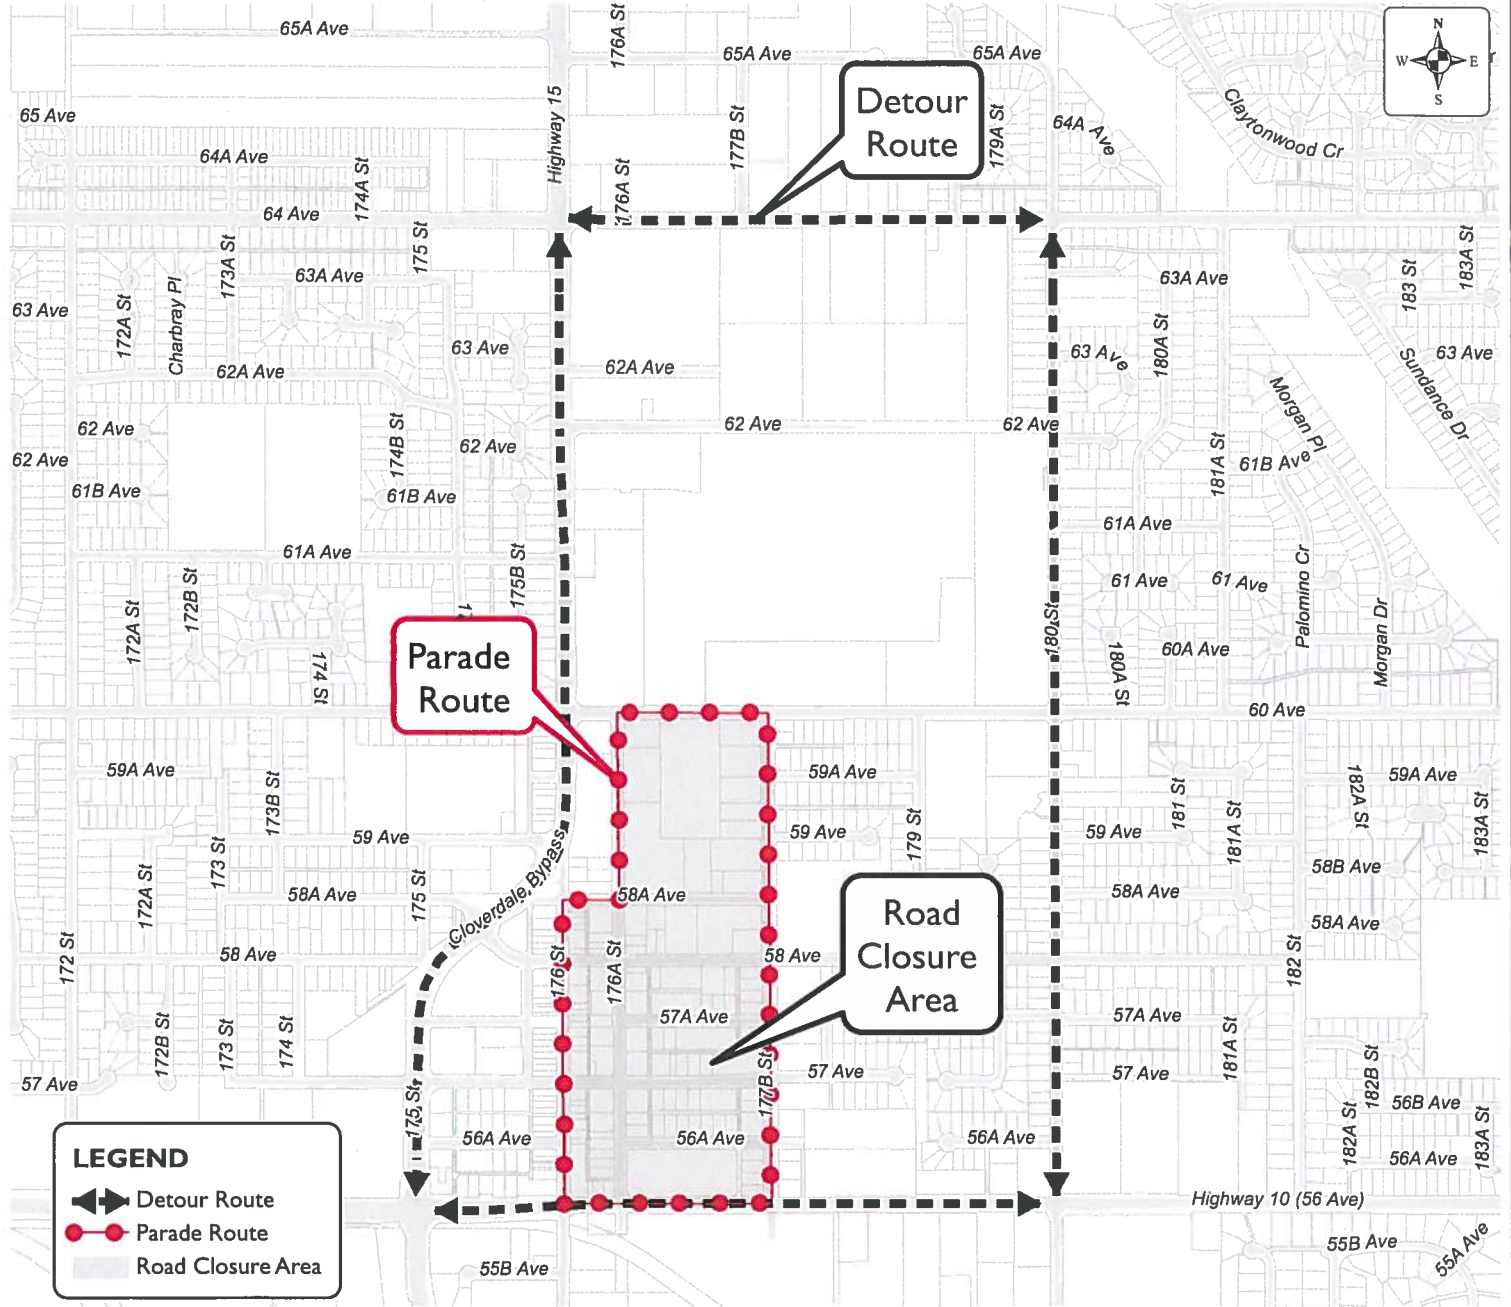 65A Ave
176A St
65A Ave
65A Ave
N
W
E
S
Detour
Route
Highway 15
177B St
179A St
64A Ave
Claytonwood Cr
65 Ave
64A Ave
174A St
176A St
64 Ave
175 St
173A St
63A Ave
63A Ave
183 St
183A St
63 Ave
172A St
Charbray Pl
63 Ave
62A Ave
62A Ave
63 Ave
180A St
Sundance Dr
63 Ave
62 Ave
174B St
62 Ave
62 Ave
62 Ave
Morgan Pl
62 Ave
61B Ave
61B Ave
181A St
61B Ave
61A Ave
175B St
61A Ave
172A St
172B St
174 St
61 Ave
61 Ave
Palomino Cr
Morgan Dr
180 St
180A St
60A Ave
Parade
Route
60 Ave
59A Ave
173B St
59A Ave
59 Ave
179 St
59 Ave
181 St
181A St
182A St
59A Ave
183A St
59 Ave
173 St
172A St
58A Ave
175 St
Cloverdale Bypass
58A Ave
58A Ave
58B Ave
58A Ave
Road
Closure
Area
172 St
58 Ave
176 St
176A St
58 Ave
182 St
57A Ave
57A Ave
181A St
172B St
173 St
174 St
57 Ave
175 St
177B St
57 Ave
57 Ave
172B St
182B St
56B Ave
56A Ave
56A Ave
56A Ave
182A St
56A Ave
183A St
LEGEND
Detour Route
Parade Route
Road Closure Area
Highway 10 (56 Ave)
55B Ave
55B Ave
55A Ave